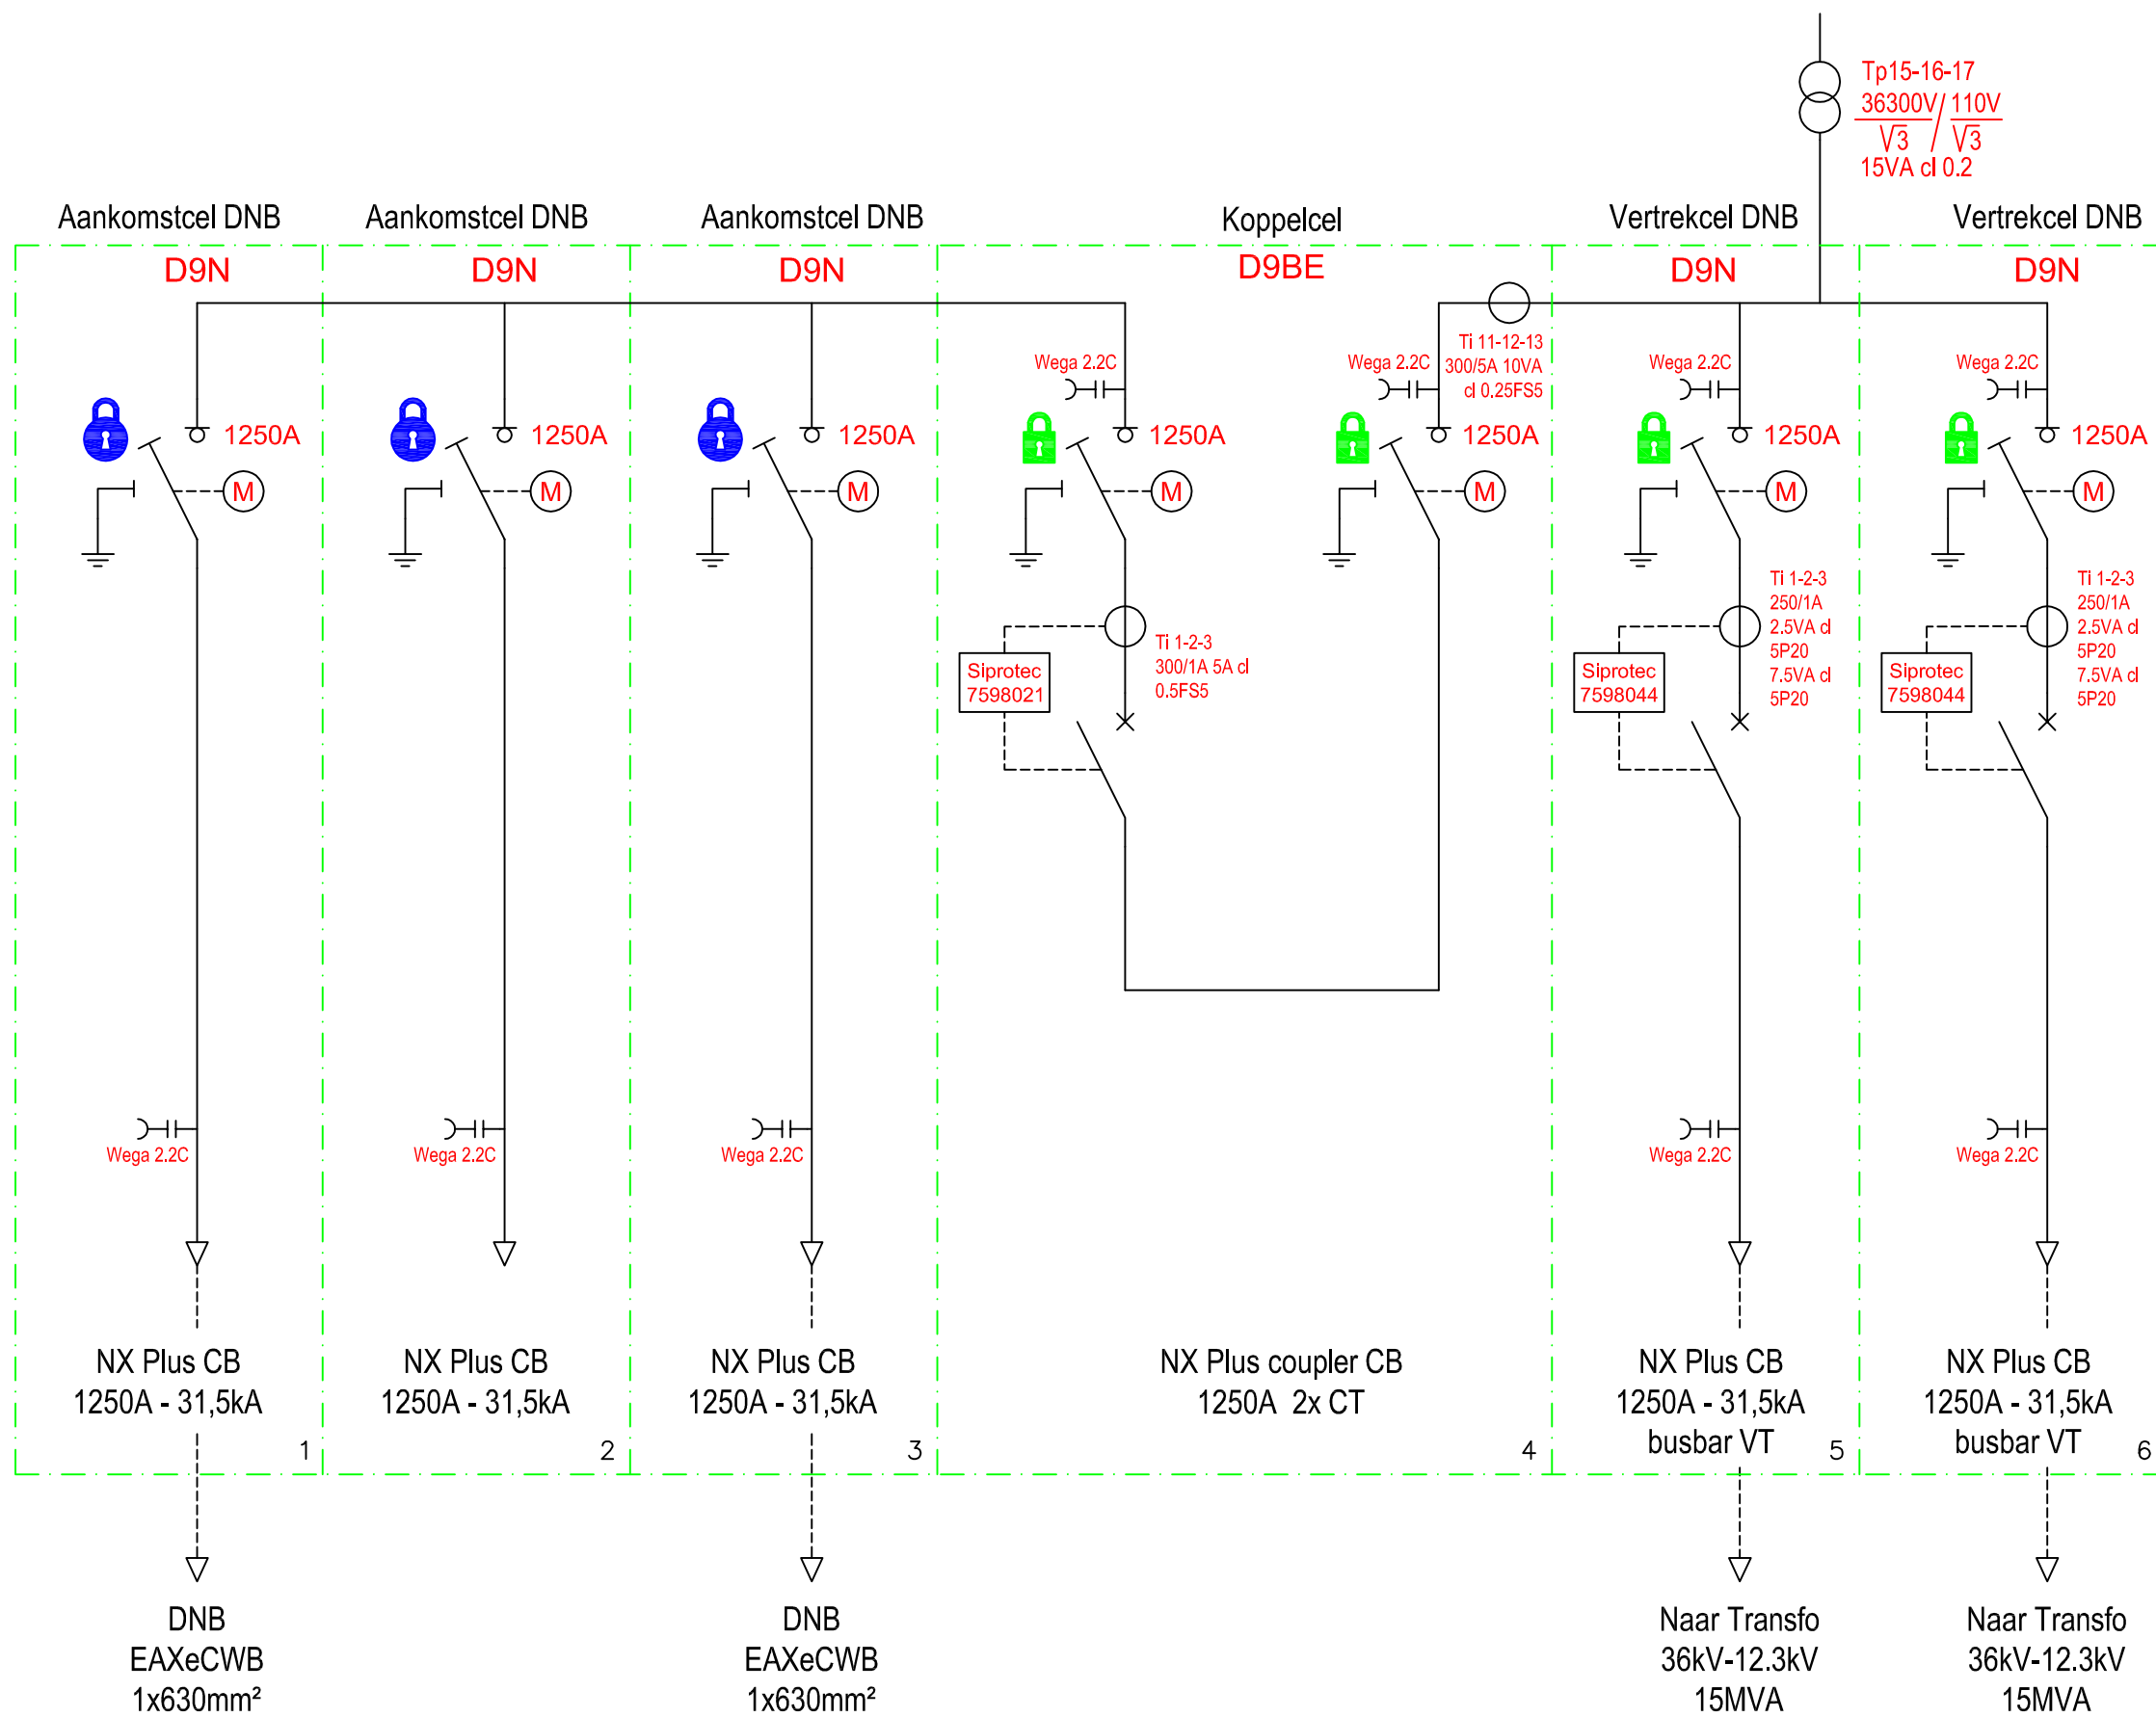 Tp15-16-17
36300V/110V
√3 / √3
15VA cl 0.2
Aankomstcel DNB
Aankomstcel DNB
Aankomstcel DNB
Koppelcel
Vertrekcel DNB
Vertrekcel DNB
D9N
D9N
D9N
D9BE
D9N
D9N
Ti 11-12-13
300/5A 10VA
cl 0.25FS5
Wega 2.2C
Wega 2.2C
Wega 2.2C
Wega 2.2C
1250A
1250A
1250A
1250A
1250A
1250A
1250A
M
M
M
M
M
M
M
Siprotec
7598021
Ti 1-2-3
300/1A 5A cl
0.5FS5
Siprotec
7598044
Ti 1-2-3
250/1A
2.5VA cl
5P20
7.5VA cl
5P20
Siprotec
7598044
Ti 1-2-3
250/1A
2.5VA cl
5P20
7.5VA cl
5P20
Wega 2.2C
Wega 2.2C
Wega 2.2C
Wega 2.2C
Wega 2.2C
NX Plus CB
1250A - 31,5kA
1
NX Plus CB
1250A - 31,5kA
2
NX Plus CB
1250A - 31,5kA
3
NX Plus coupler CB
1250A 2x CT
4
NX Plus CB
1250A - 31,5kA
busbar VT
5
NX Plus CB
1250A - 31,5kA
busbar VT
6
DNB
EAXeCWB
1x630mm²
DNB
EAXeCWB
1x630mm²
Naar Transfo
36kV-12.3kV
15MVA
Naar Transfo
36kV-12.3kV
15MVA